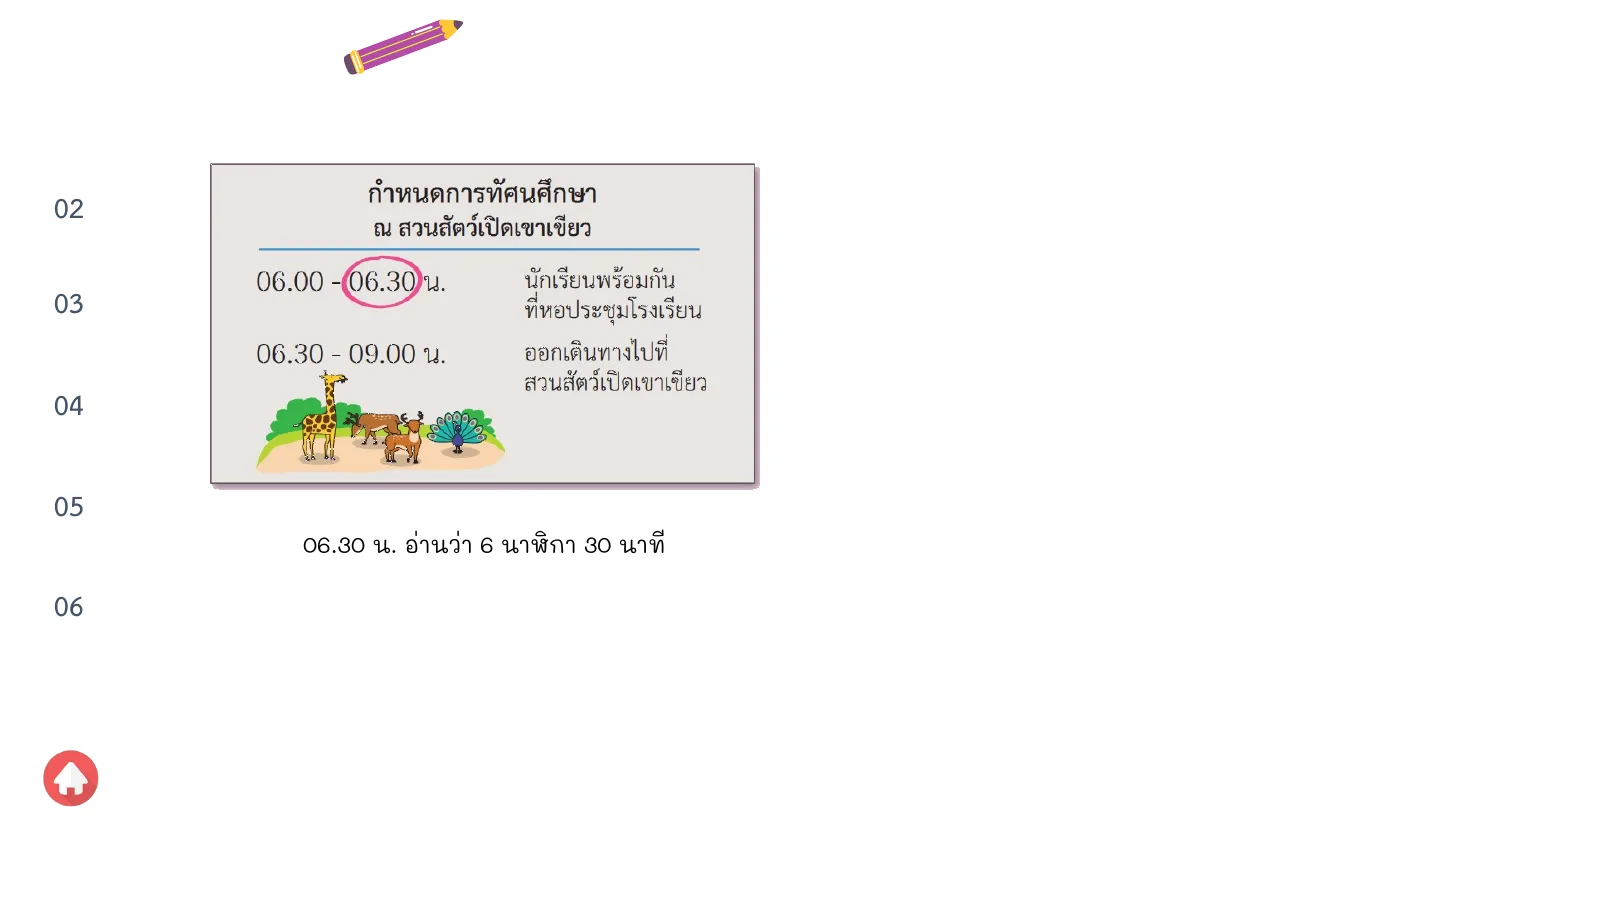 กำหนดการทัศนศึกษา
ณ สวนสัตว์เปิดเขาเขียว
06.00 - 06.30 น. นักเรียนพร้อมกัน
ที่หอประชุมโรงเรียน
06.30 - 09.00 น. ออกเดินทางไปที่
สวนสัตว์เปิดเขาเขียว
06.30 น. อ่านว่า 6 นาฬิกา 30 นาที
02
03
04
05
06